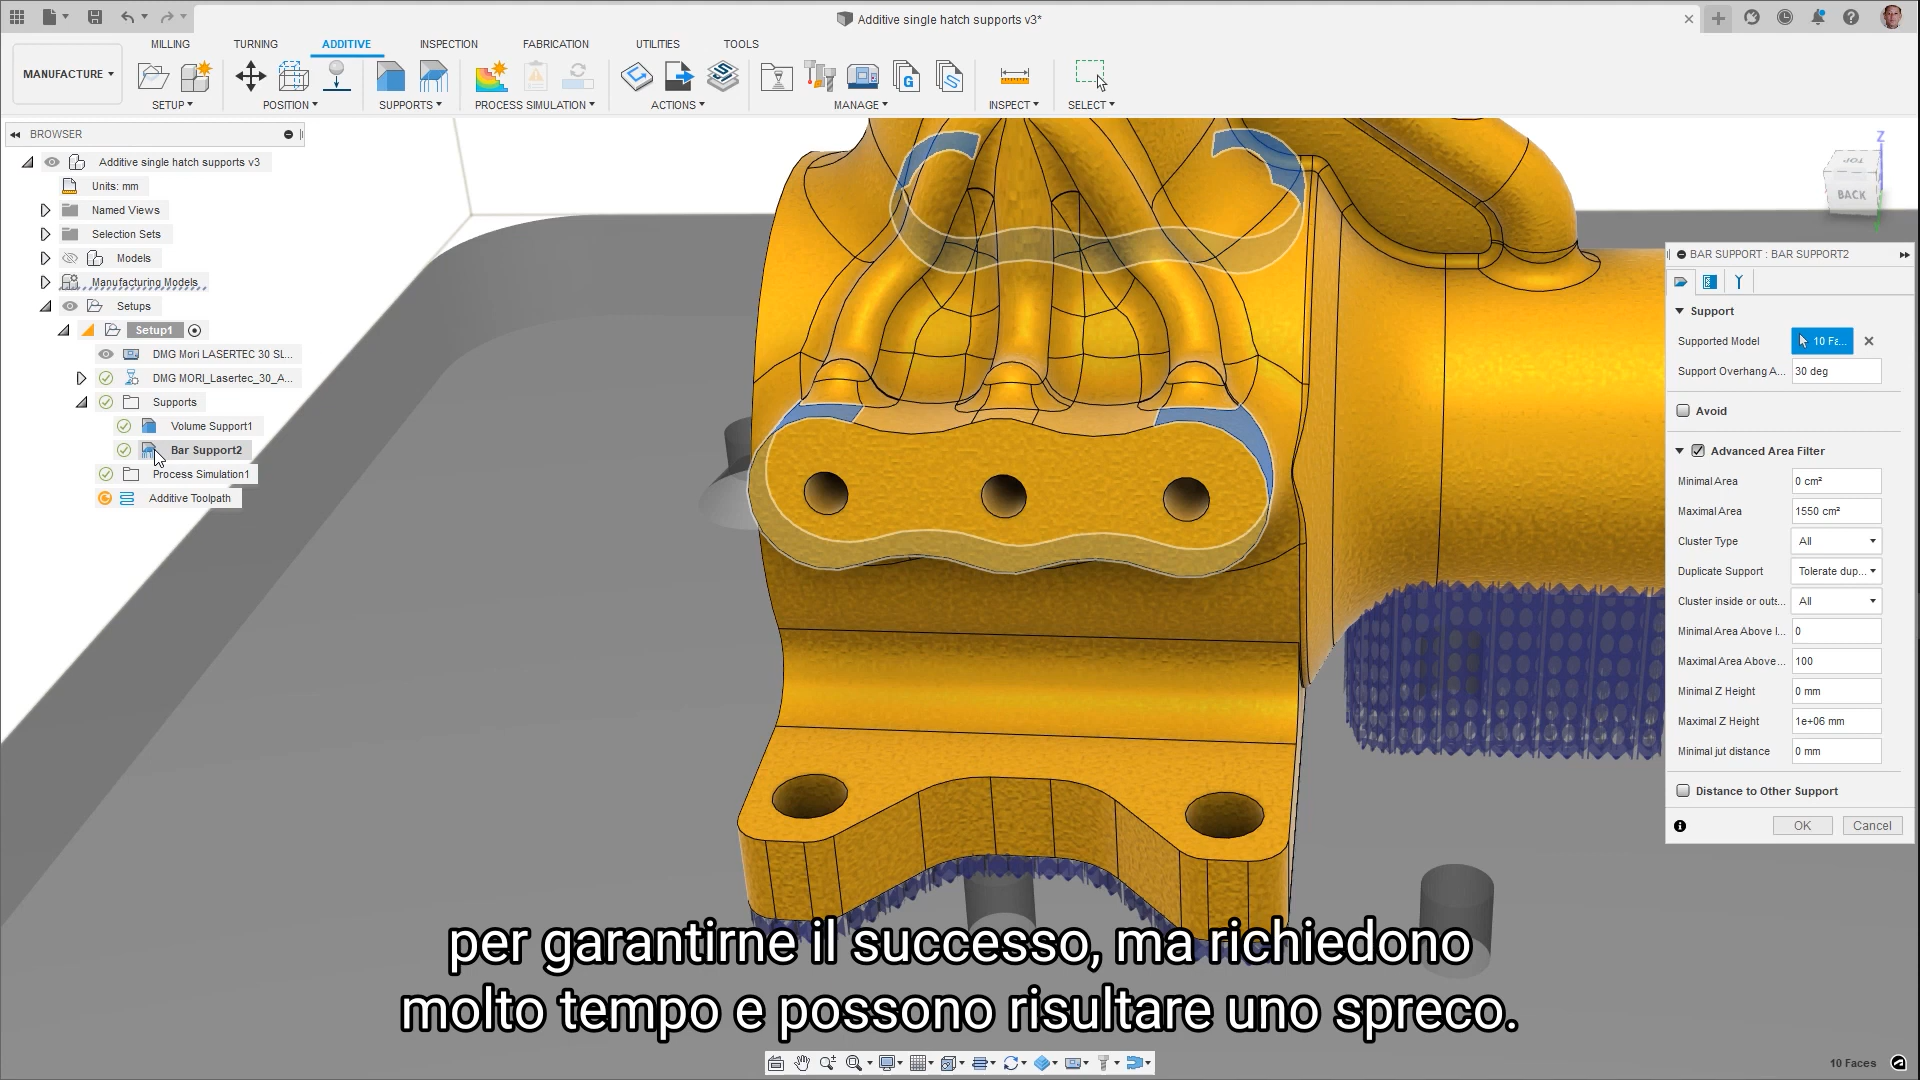 Additive single hatch supports v3*
MANUFACTURE
MILLING
TURNING
ADDITIVE
INSPECTION
FABRICATION
UTILITIES
TOOLS
SETUP
POSITION
SUPPORTS
PROCESS SIMULATION
ACTIONS
MANAGE
INSPECT
SELECT
BROWSER
Additive single hatch supports v3
Units: mm
Named Views
Selection Sets
Models
Manufacturing Models
Setups
Setup1
DMG Mori LASERTEC 30 SL...
DMG MORI_Lasertec_30_A...
Supports
Volume Support1
Bar Support2
Process Simulation1
Additive Toolpath
Z
TOP
BACK
BAR SUPPORT : BAR SUPPORT2
Support
Supported Model 10 Fa...
Support Overhang A... 30 deg
Avoid
Advanced Area Filter
Minimal Area 0 cm²
Maximal Area 1550 cm²
Cluster Type All
Duplicate Support Tolerate dup...
Cluster inside or outs... All
Minimal Area Above l... 0
Maximal Area Above... 100
Minimal Z Height 0 mm
Maximal Z Height 1e+06 mm
Minimal jut distance 0 mm
Distance to Other Support
OK Cancel
per garantirne il successo, ma richiedono
molto tempo e possono risultare uno spreco.
10 Faces